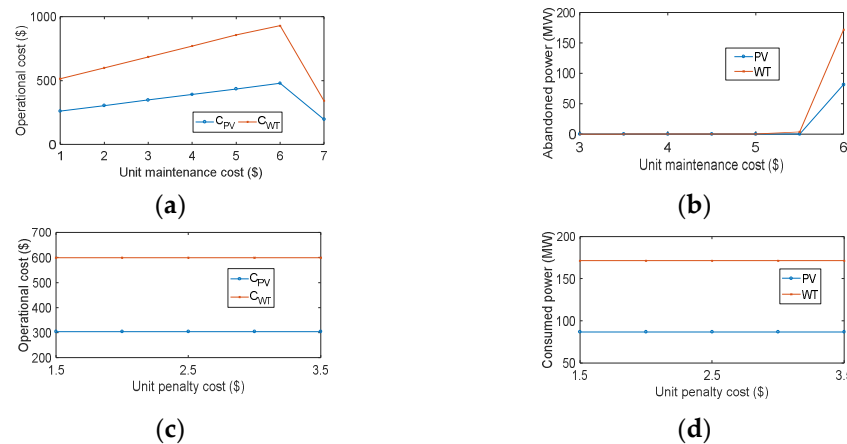 Operational cost ($)
1000
500
0
C_PV C_WT
1 2 3 4 5 6 7
Unit maintenance cost ($)
(a)
Abandoned power (MW)
200
150
100
50
0
PV
WT
3 4 5 6
Unit maintenance cost ($)
(b)
Operational cost ($)
700
600
500
400
300
200
C_PV
C_WT
1.5 2.5 3.5
Unit penalty cost ($)
(c)
Consumed power (MW)
200
150
100
50
PV
WT
1.5 2.5 3.5
Unit penalty cost ($)
(d)